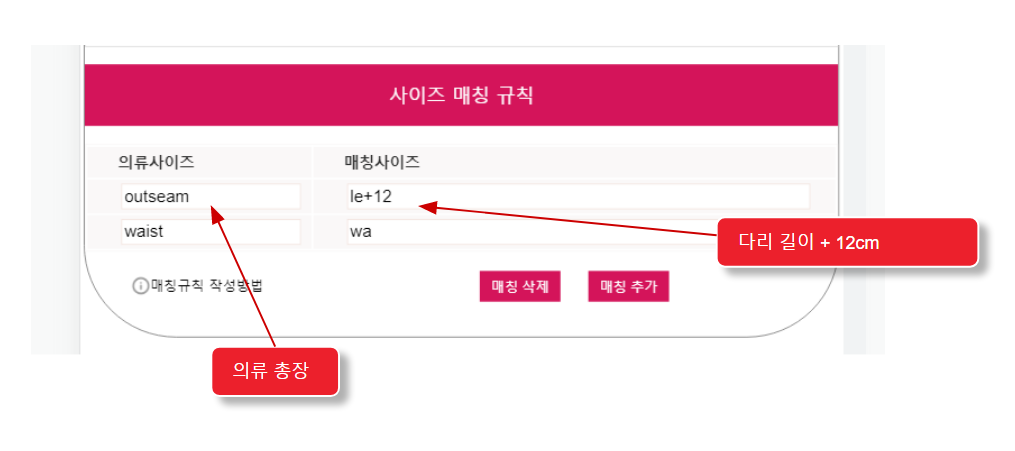 사이즈 매칭 규칙
의류사이즈 매칭사이즈
outseam le+12
waist wa
다리 길이 + 12cm
매칭규칙 작성방법 매칭 삭제 매칭 추가
의류 총장